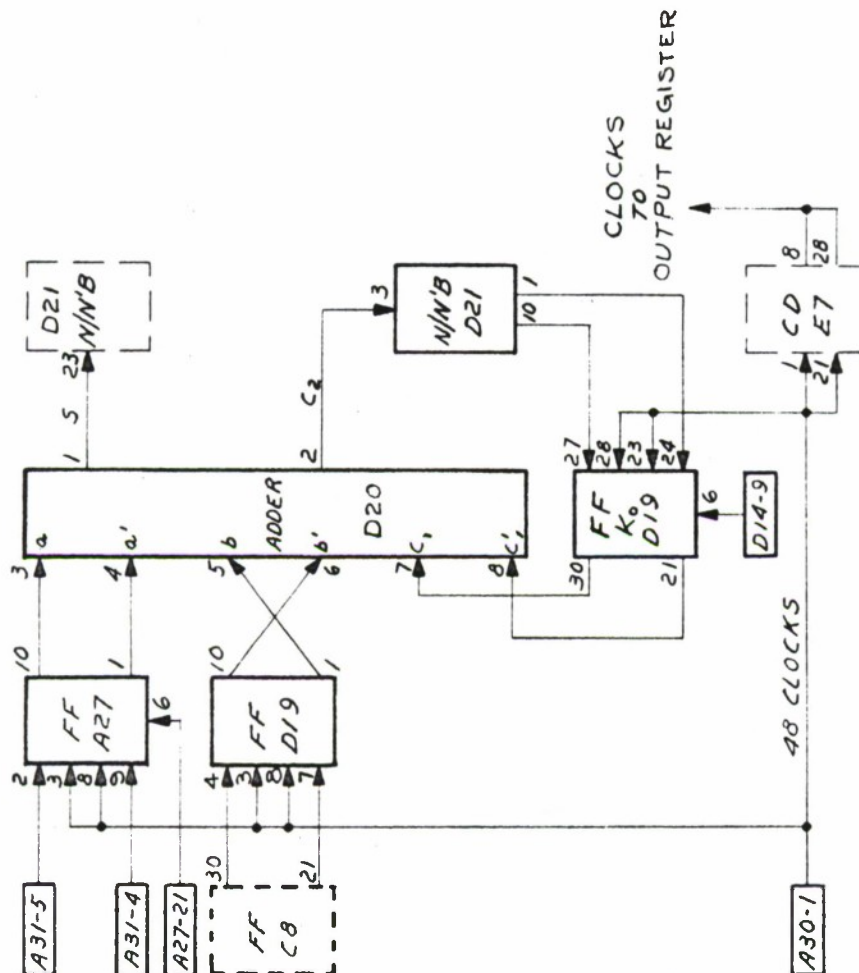 A31-5
A31-4
A27-21
FF
C8
30
21
A30-1
2
3
8
9
FF
A27
10
1
6
4
3
8
7
FF
D19
10
1
3
4
5
6
7
8
a
a'
b
b'
C₁
C'₁
ADDER
D20
1
S
23
D21
N/N'B
2
C₂
3
N/N'B
D21
10
1
27
28
23
24
FF
K₀
D19
30
21
6
D14-9
48 CLOCKS
1
21
CD
E7
8
28
CLOCKS
TO
OUTPUT REGISTER